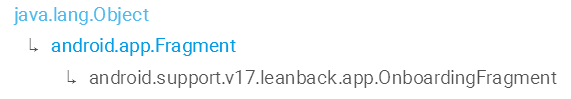 java.lang.Object
↳ android.app.Fragment
↳ android.support.v17.leanback.app.OnboardingFragment